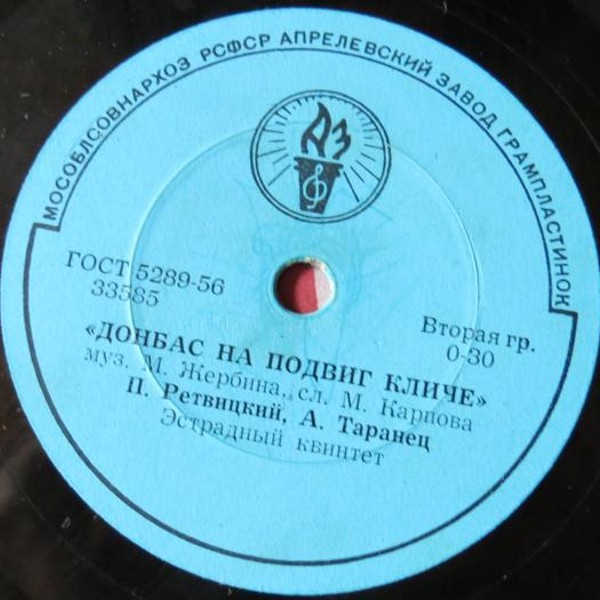 МОСОБЛСОВНАРХОЗ РСФСР АПРЕЛЕВСКИЙ ЗАВОД ГРАМПЛАСТИНОК
АЗ
ГОСТ 5289-56
33585
Вторая гр.
0-30
«ДОНБАС НА ПОДВИГ КЛИЧЕ»
муз. М. Жербина, сл. М. Карпова
П. Ретвицкий, А. Таранец
Эстрадный квинтет